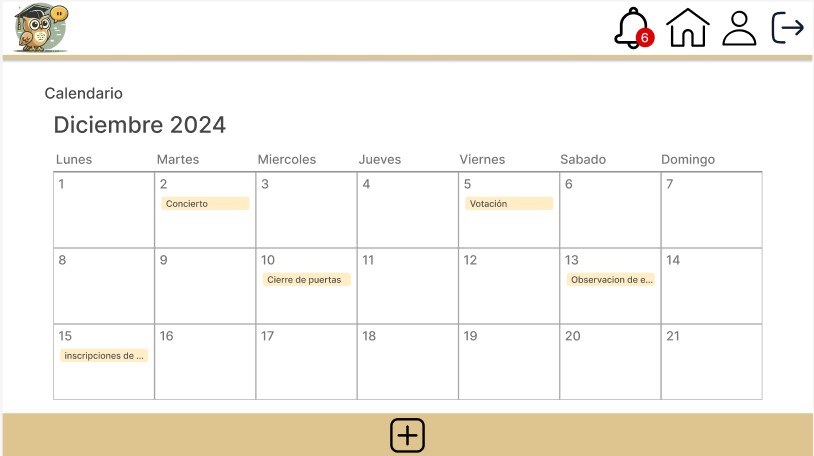 6
Calendario
Diciembre 2024
Lunes Martes Miercoles Jueves Viernes Sabado Domingo
1 2 3 4 5 6 7
Concierto Votación
8 9 10 11 12 13 14
Cierre de puertas Observacion de e...
15 16 17 18 19 20 21
inscripciones de ...